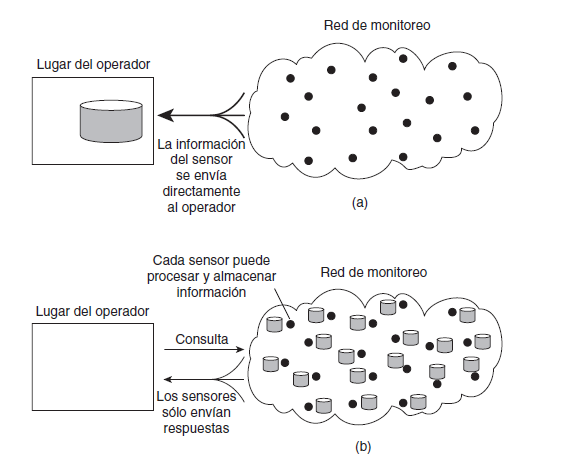 Red de monitoreo
Lugar del operador
La información
del sensor
se envía
directamente
al operador
(a)
Cada sensor puede
procesar y almacenar
información
Red de monitoreo
Lugar del operador
Consulta
Los sensores
sólo envían
respuestas
(b)